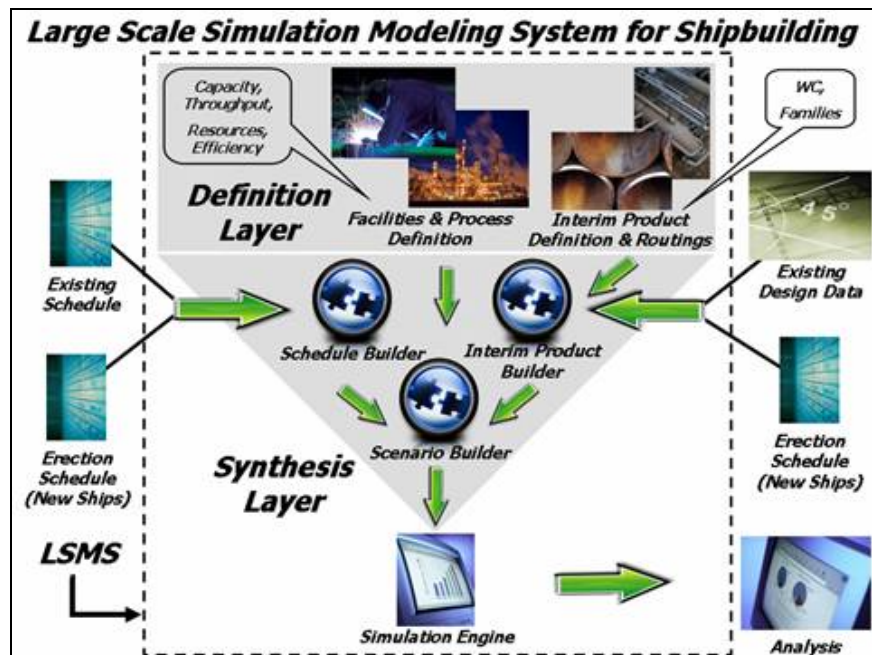 Large Scale Simulation Modeling System for Shipbuilding
Capacity,
Throughput,
Resources,
Efficiency
WC,
Families
Definition
Layer
Facilities & Process
Definition
Interim Product
Definition & Routings
45°
Existing
Schedule
Existing
Design Data
Schedule Builder
Interim Product
Builder
Erection
Schedule
(New Ships)
Scenario Builder
Erection
Schedule
(New Ships)
Synthesis
Layer
LSMS
Simulation Engine
Analysis